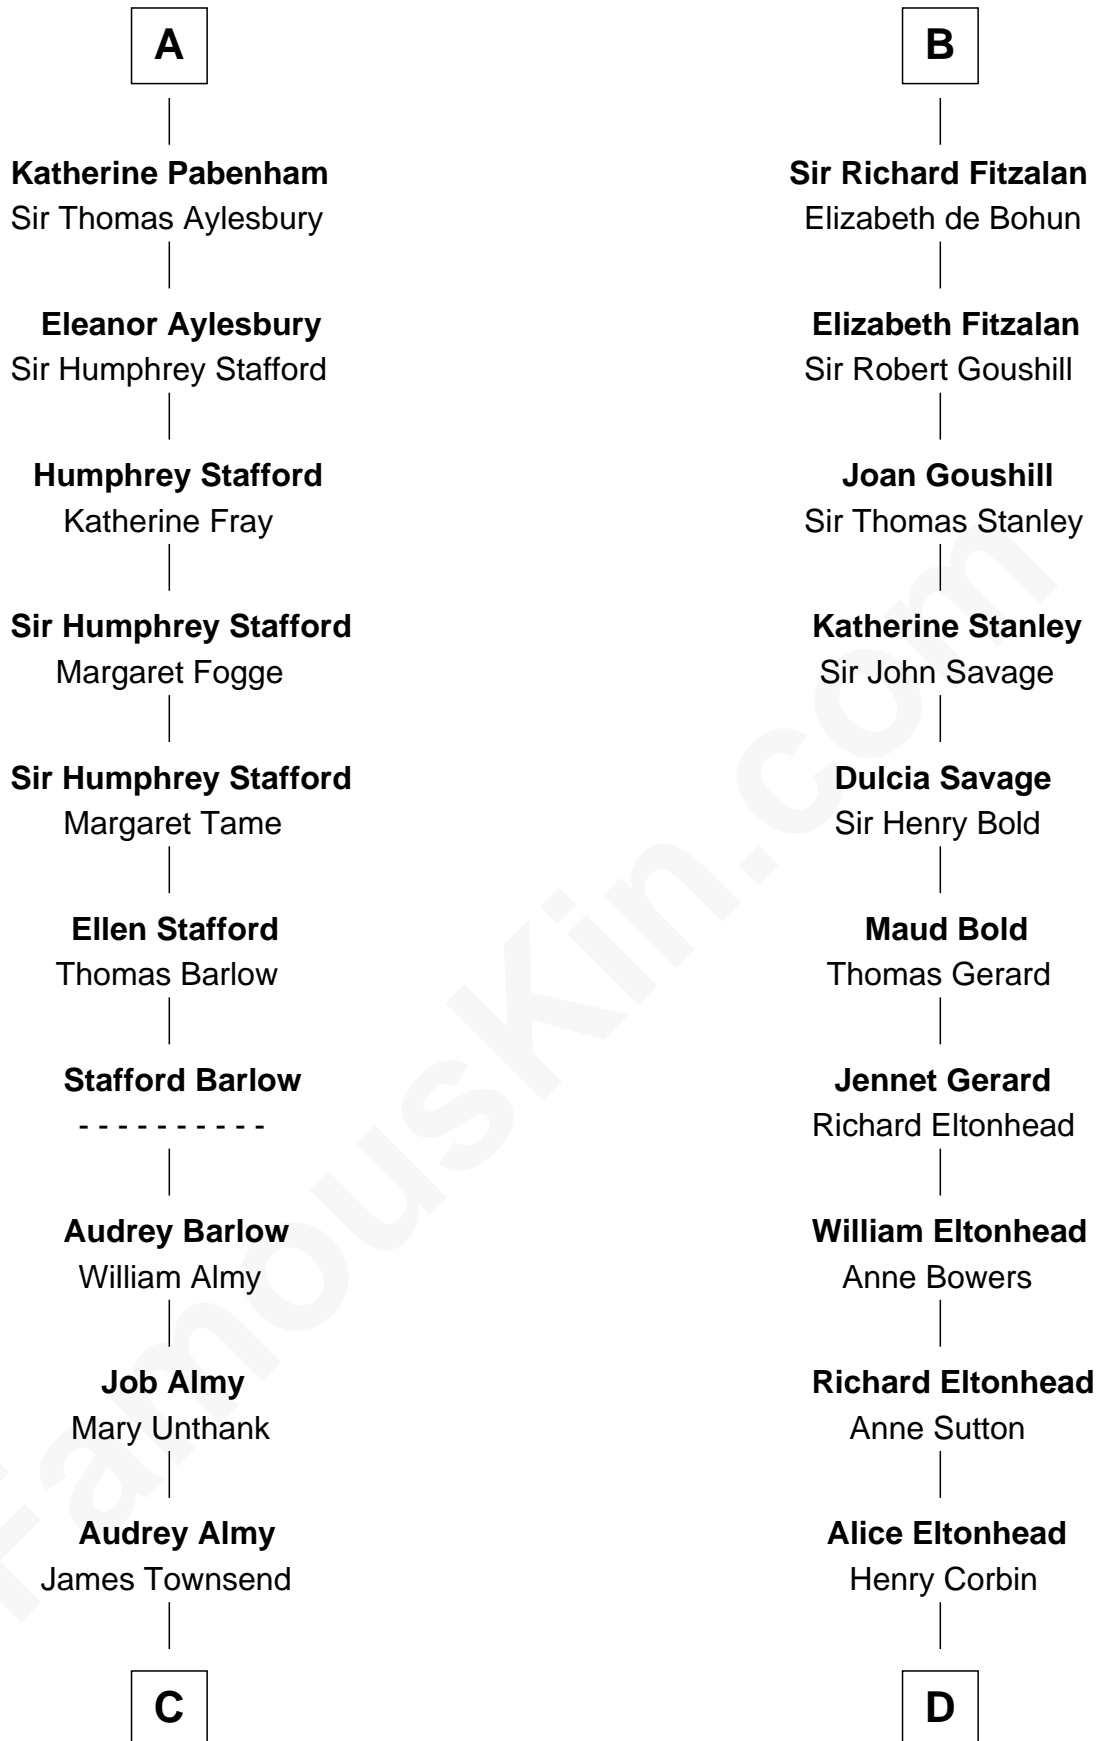 A
Katherine Pabenham
Sir Thomas Aylesbury
Eleanor Aylesbury
Sir Humphrey Stafford
Humphrey Stafford
Katherine Fray
Sir Humphrey Stafford
Margaret Fogge
Sir Humphrey Stafford
Margaret Tame
Ellen Stafford
Thomas Barlow
Stafford Barlow
- - - - - - - - - -
Audrey Barlow
William Almy
Job Almy
Mary Unthank
Audrey Almy
James Townsend
C
B
Sir Richard Fitzalan
Elizabeth de Bohun
Elizabeth Fitzalan
Sir Robert Goushill
Joan Goushill
Sir Thomas Stanley
Katherine Stanley
Sir John Savage
Dulcia Savage
Sir Henry Bold
Maud Bold
Thomas Gerard
Jennet Gerard
Richard Eltonhead
William Eltonhead
Anne Bowers
Richard Eltonhead
Anne Sutton
Alice Eltonhead
Henry Corbin
D
FamousKin.com